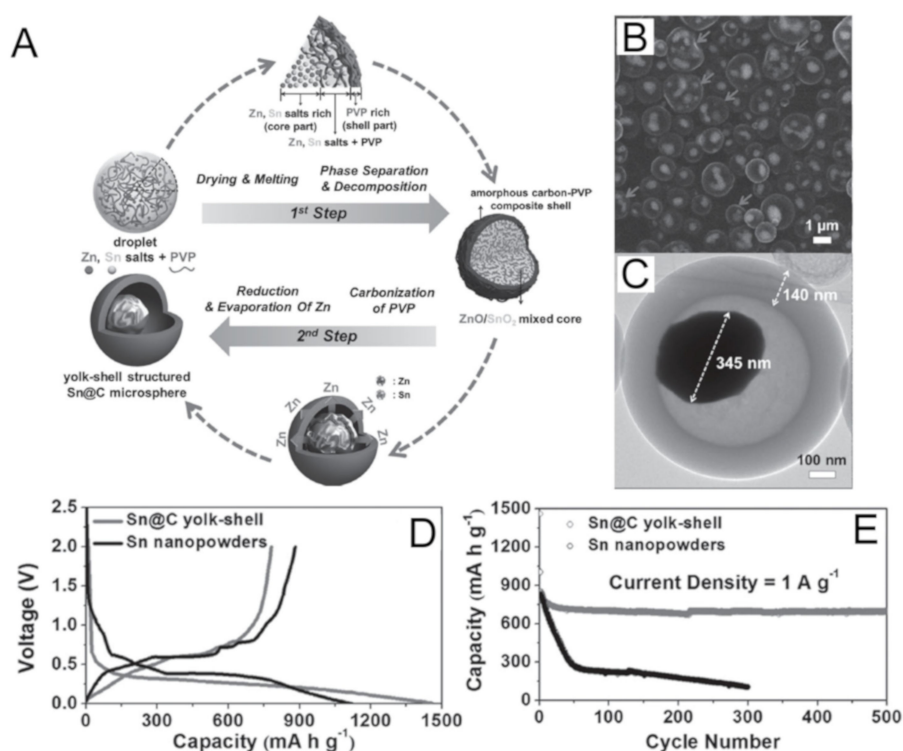 A
Zn, Sn salts rich
(core part)
PVP rich
(shell part)
Zn, Sn salts + PVP
Drying & Melting
Phase Separation
& Decomposition
1st Step
droplet
Zn, Sn salts + PVP
amorphous carbon-PVP
composite shell
ZnO/SnO₂ mixed core
Reduction
& Evaporation Of Zn
Carbonization
of PVP
2nd Step
yolk-shell structured
Sn@C microsphere
: Zn
: Sn
Zn
Zn
Zn
Zn
Zn
B
1 µm
C
140 nm
345 nm
100 nm
D
Sn@C yolk-shell
Sn nanopowders
2.5
2.0
1.5
1.0
0.5
0.0
Voltage (V)
0
300
600
900
1200
1500
Capacity (mA h g⁻¹)
E
Sn@C yolk-shell
Sn nanopowders
Current Density = 1 A g⁻¹
1500
1200
900
600
300
0
Capacity (mA h g⁻¹)
0
100
200
300
400
500
Cycle Number